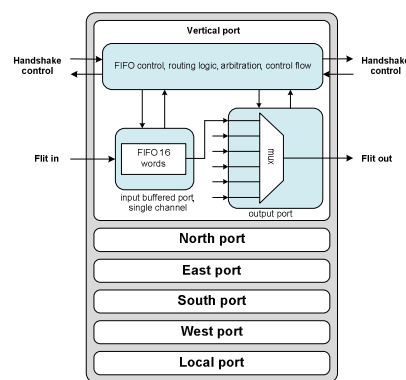 Vertical port
Handshake
control
FIFO control, routing logic, arbitration, control flow
Handshake
control
Flit in
FIFO 16
words
mux
Flit out
input buffered port,
single channel
output port
North port
East port
South port
West port
Local port